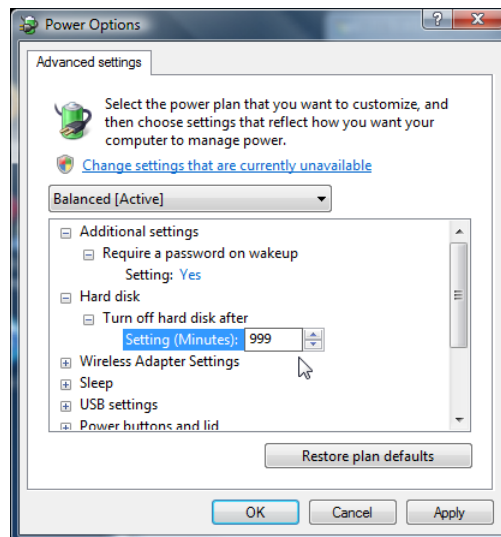 Power Options
Advanced settings
Select the power plan that you want to customize, and
then choose settings that reflect how you want your
computer to manage power.
Change settings that are currently unavailable
Balanced [Active]
Additional settings
Require a password on wakeup
Setting: Yes
Hard disk
Turn off hard disk after
Setting (Minutes): 999
Wireless Adapter Settings
Sleep
USB settings
Power buttons and lid
Restore plan defaults
OK Cancel Apply